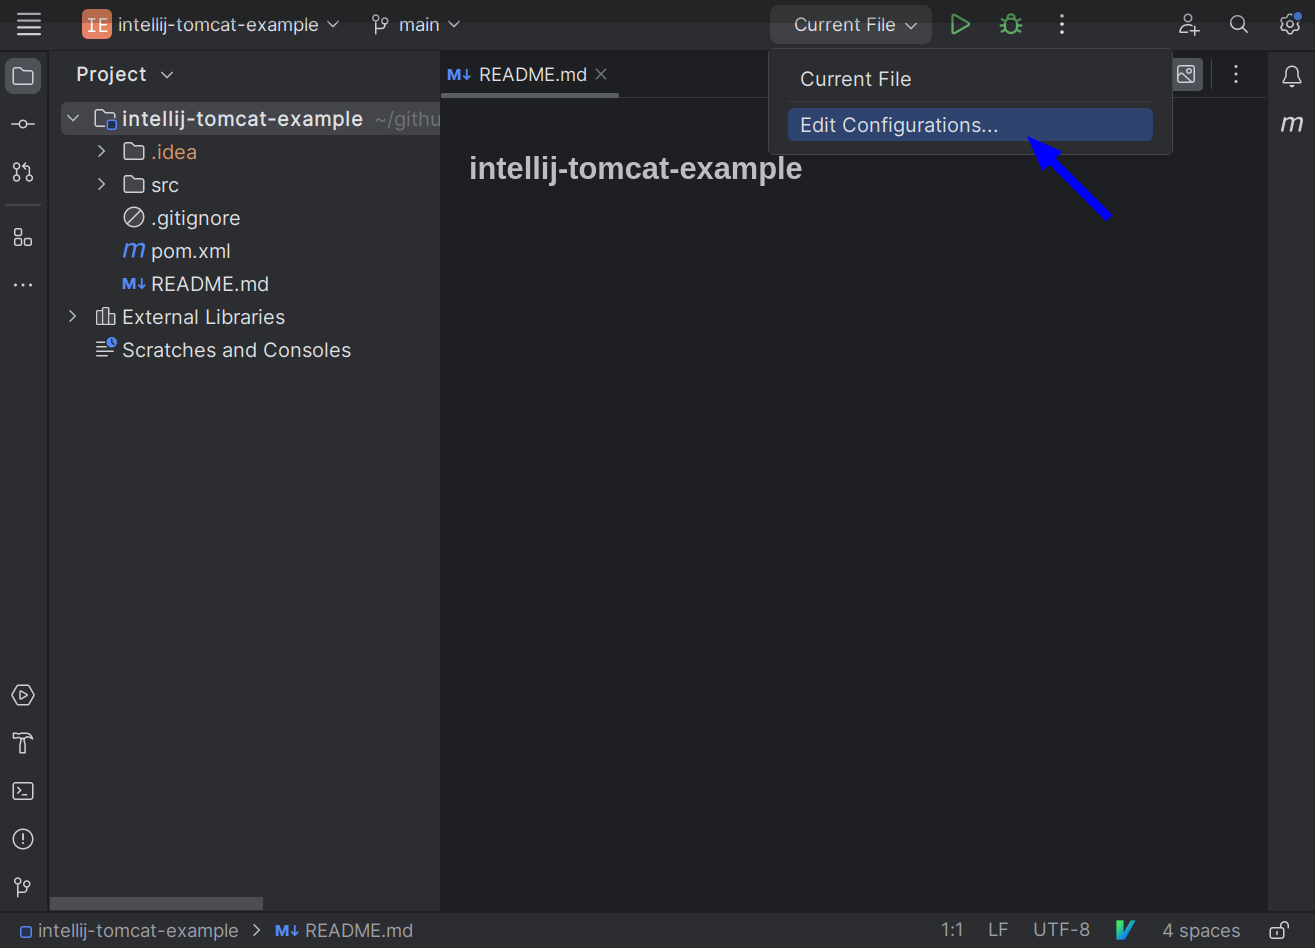 IE intellij-tomcat-example main Current File
Project
M↓ README.md
Current File
Edit Configurations...
m
intellij-tomcat-example ~/githu
.idea
src
.gitignore
m pom.xml
M↓ README.md
External Libraries
Scratches and Consoles
intellij-tomcat-example
intellij-tomcat-example > M↓ README.md 1:1 LF UTF-8 4 spaces